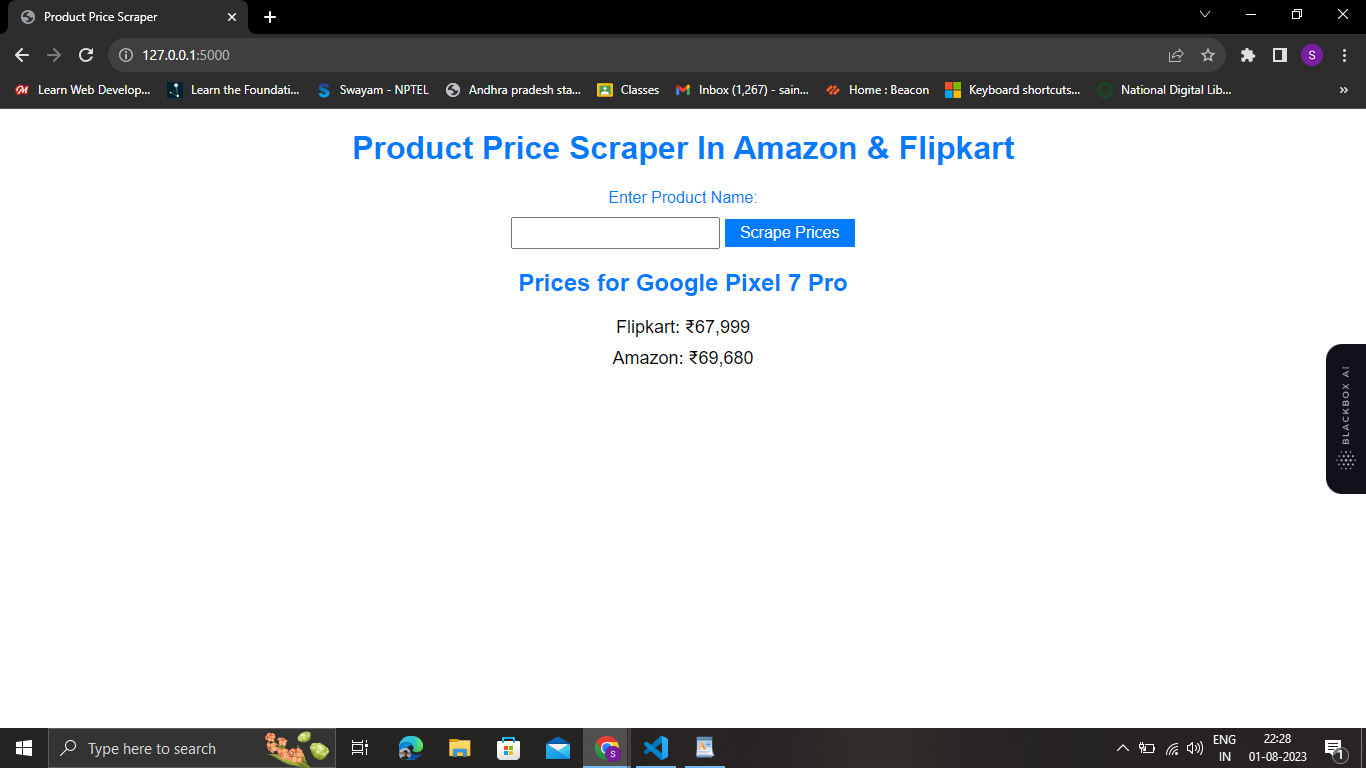 Product Price Scraper
127.0.0.1:5000
S
Learn Web Develop... Learn the Foundati... Swayam - NPTEL Andhra pradesh sta... Classes Inbox (1,267) - sain... Home : Beacon Keyboard shortcuts... National Digital Lib... »
Product Price Scraper In Amazon & Flipkart
Enter Product Name:
Scrape Prices
Prices for Google Pixel 7 Pro
Flipkart: ₹67,999
Amazon: ₹69,680
BLACKBOX AI
Type here to search
ENG
IN
22:28
01-08-2023
1